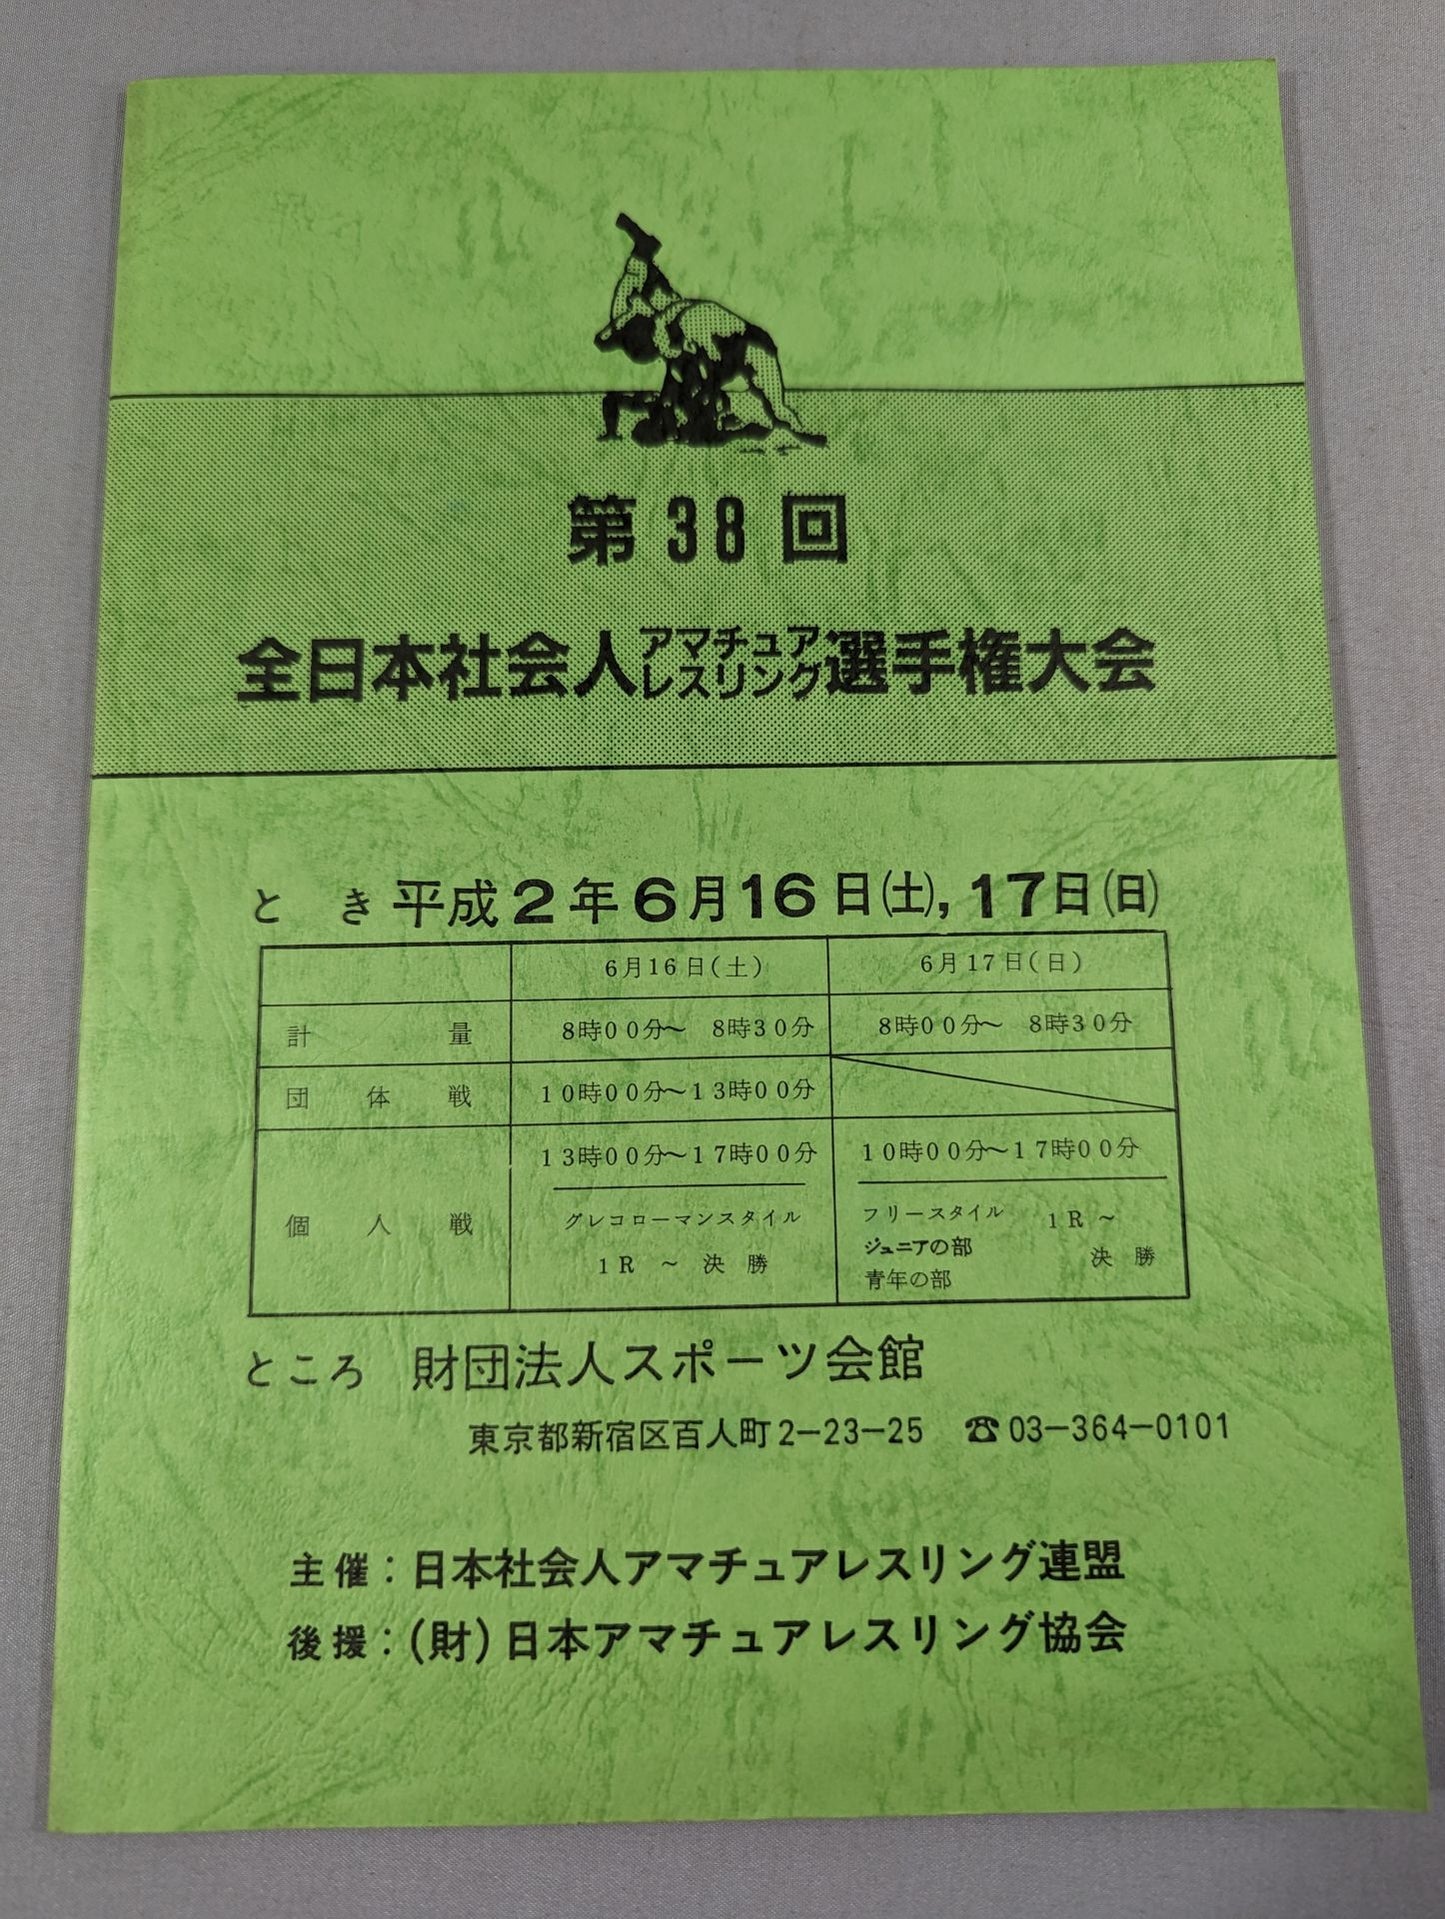 第38回
全日本社会人アマチュアレスリング選手権大会
とき 平成2年6月16日(土), 17日(日)
6月16日(土) 6月17日(日)
計量 8時00分～ 8時30分 8時00分～ 8時30分
団体戦 10時00分～13時00分
13時00分～17時00分 10時00分～17時00分
個人戦 グレコローマンスタイル フリースタイル 1R～
ジュニアの部
1R ～ 決勝 決勝
青年の部
ところ 財団法人スポーツ会館
東京都新宿区百人町2-23-25 ☎03-364-0101
主催：日本社会人アマチュアレスリング連盟
後援：(財)日本アマチュアレスリング協会